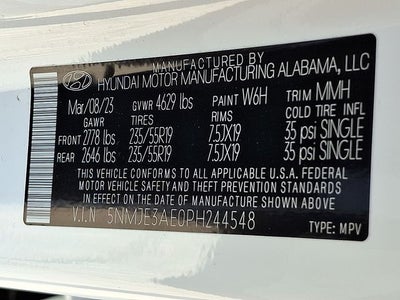 MANUFACTURED BY
HYUNDAI MOTOR MANUFACTURING ALABAMA, LLC
Mar/08/23 GVWR 4629 lbs PAINT W6H TRIM MMH
GAWR TIRES RIMS COLD TIRE INFL
FRONT 2778 lbs 235/55R19 7.5JX19 35 psi SINGLE
REAR 2646 lbs 235/55R19 7.5JX19 35 psi SINGLE
THIS VEHICLE CONFORMS TO ALL APPLICABLE U.S.A. FEDERAL
MOTOR VEHICLE SAFETY AND THEFT PREVENTION STANDARDS
IN EFFECT ON THE DATE OF MANUFACTURE SHOWN ABOVE.
V.I.N 5NMJE3AE0PH244548 TYPE: MPV